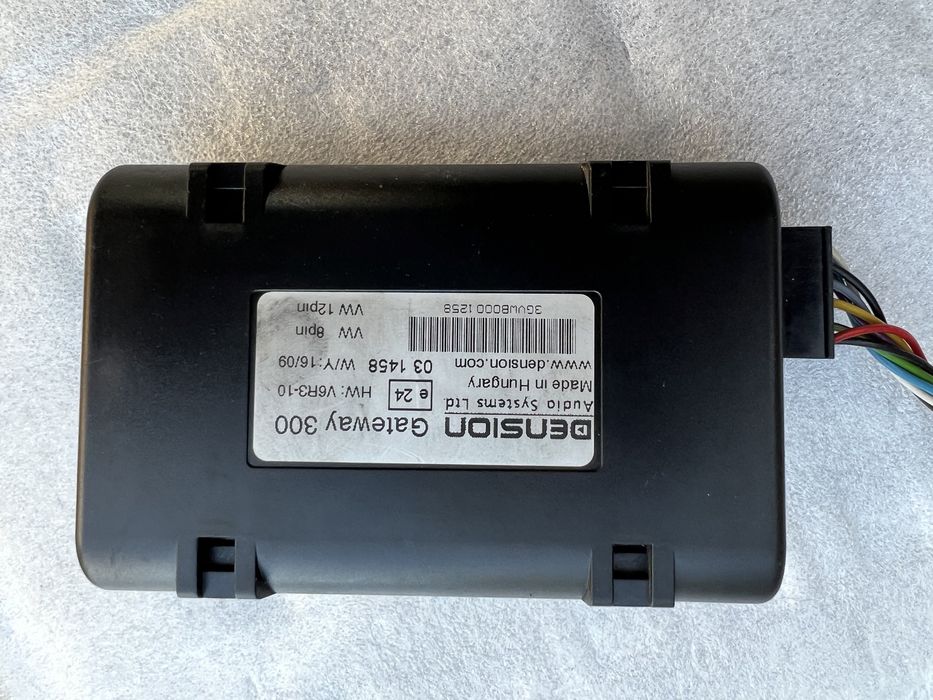 DENSION Gateway 300
Audio Systems Ltd
Made in Hungary e 24 HW: V6R3-10
www.dension.com 03 1458 W/Y:16/09
VW 8pin
3GVWB0001258 VW 12pin